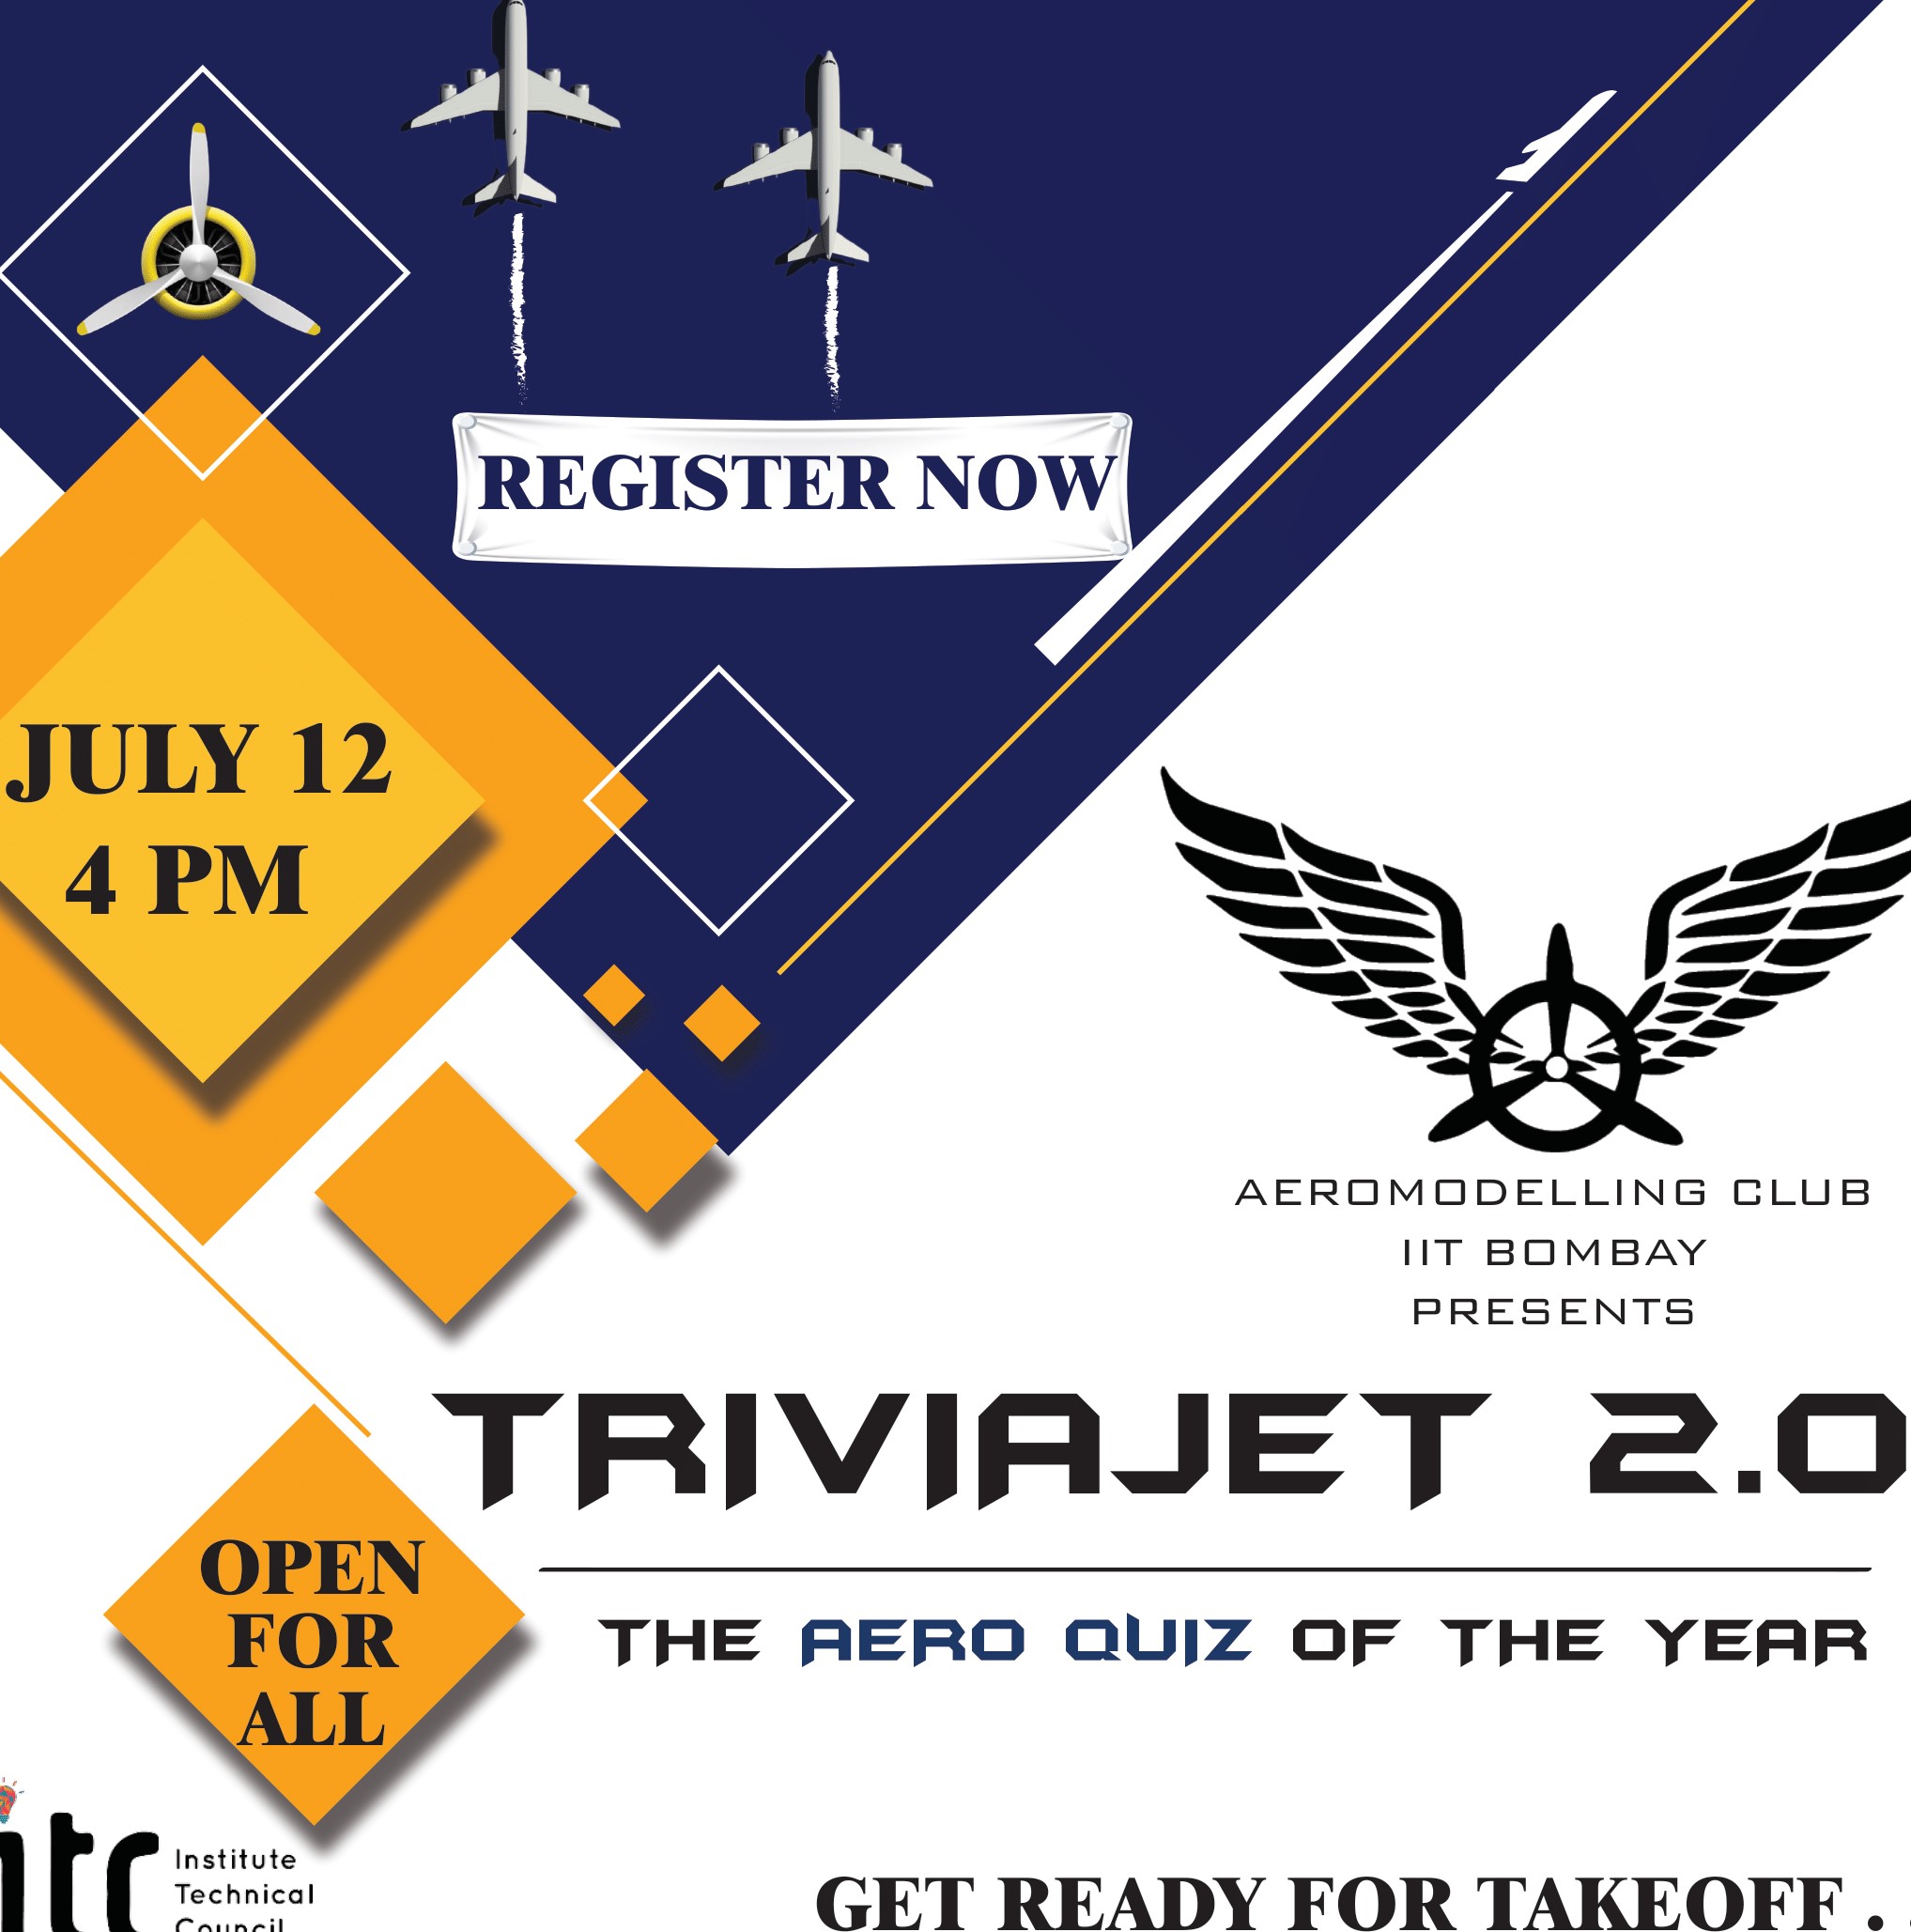 REGISTER NOW
JULY 12
4 PM
AEROMODELLING CLUB
IIT BOMBAY
PRESENTS
TRIVIAJET 2.0
THE AERO QUIZ OF THE YEAR
OPEN
FOR
ALL
itc
Institute
Technical
Council
GET READY FOR TAKEOFF . .